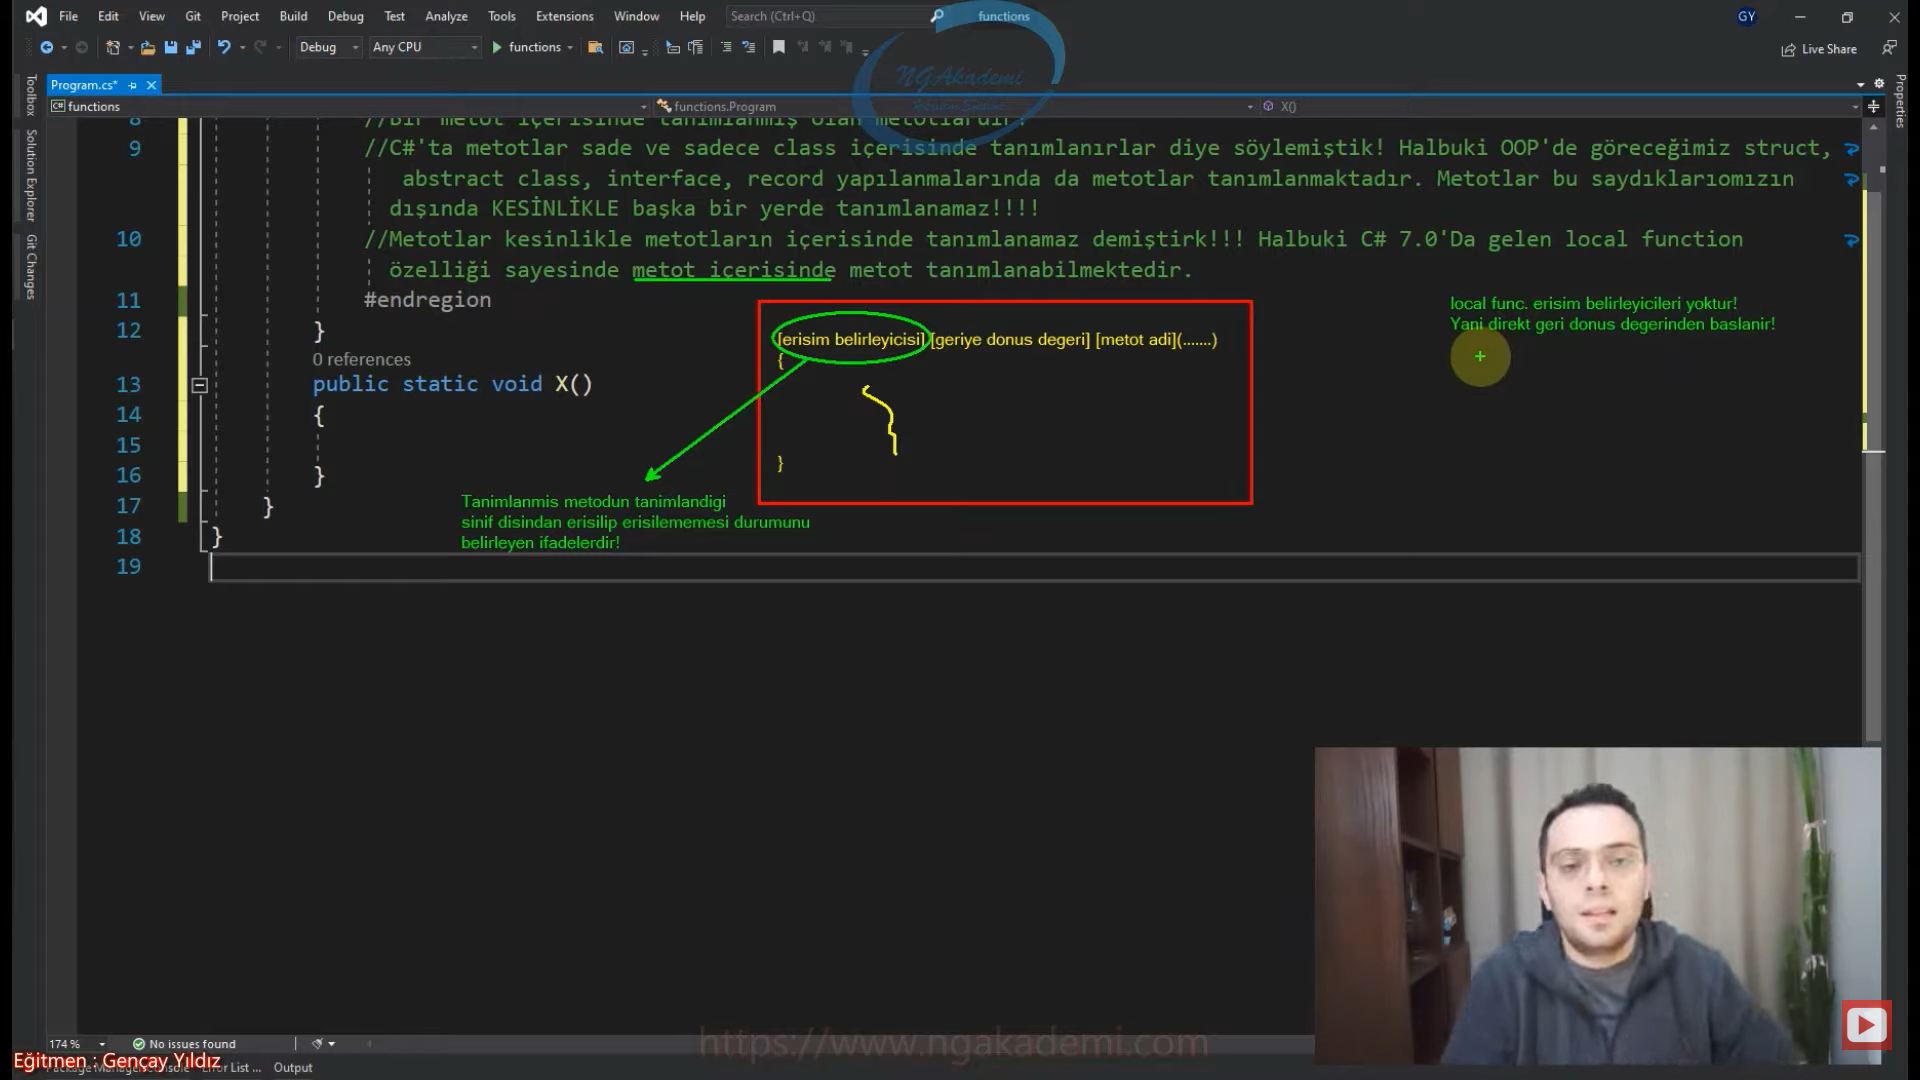 File Edit View Git Project Build Debug Test Analyze Tools Extensions Window Help Search (Ctrl+Q) functions GY
Debug Any CPU functions Live Share
NGAkademi
Program.cs*
functions functions.Program X()
Toolbox
Solution Explorer
Git Changes
Properties
8 //Bir metot içerisinde tanımlanmış olan metotlardır!
9 //C#'ta metotlar sade ve sadece class içerisinde tanımlanırlar diye söylemiştik! Halbuki OOP'de göreceğimiz struct,
abstract class, interface, record yapılanmalarında da metotlar tanımlanmaktadır. Metotlar bu saydıklarıomızın
dışında KESİNLİKLE başka bir yerde tanımlanamaz!!!!
10 //Metotlar kesinlikle metotların içerisinde tanımlanamaz demiştirk!!! Halbuki C# 7.0'Da gelen local function
özelliği sayesinde metot içerisinde metot tanımlanabilmektedir.
11 #endregion
12 }
0 references
13 public static void X()
14 {
15
16 }
17 }
18 }
19
[erisim belirleyicisi] [geriye donus degeri] [metot adi](.......)
{
}
local func. erisim belirleyicileri yoktur!
Yani direkt geri donus degerinden baslanir!
Tanimlanmis metodun tanimlandigi
sinif disindan erisilip erisilememesi durumunu
belirleyen ifadelerdir!
174 % No issues found
https://www.ngakademi.com
Eğitmen : Gençay Yıldız
Error List ... Output